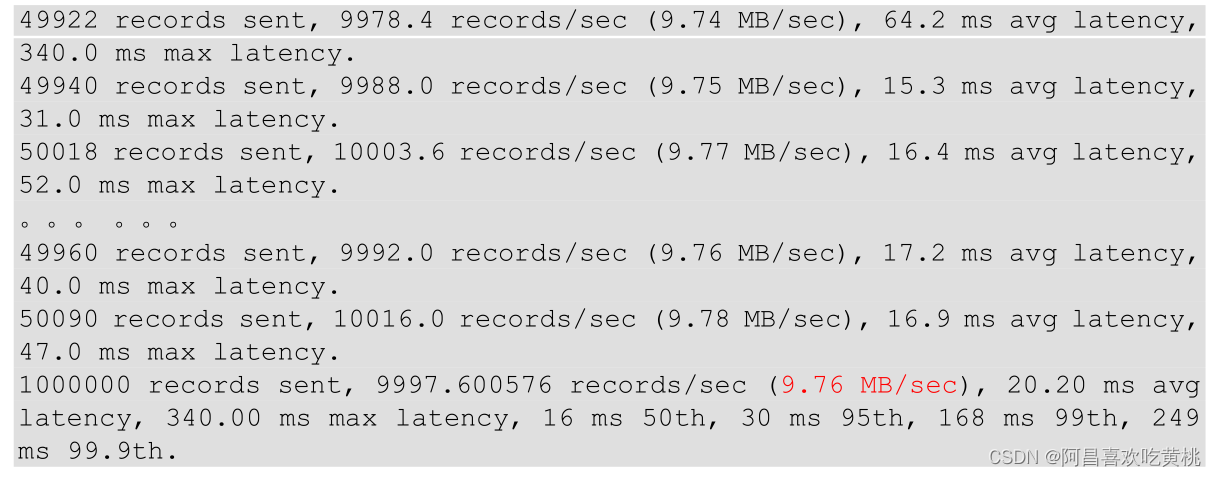 49922 records sent, 9978.4 records/sec (9.74 MB/sec), 64.2 ms avg latency,
340.0 ms max latency.
49940 records sent, 9988.0 records/sec (9.75 MB/sec), 15.3 ms avg latency,
31.0 ms max latency.
50018 records sent, 10003.6 records/sec (9.77 MB/sec), 16.4 ms avg latency,
52.0 ms max latency.
。。。 。。。
49960 records sent, 9992.0 records/sec (9.76 MB/sec), 17.2 ms avg latency,
40.0 ms max latency.
50090 records sent, 10016.0 records/sec (9.78 MB/sec), 16.9 ms avg latency,
47.0 ms max latency.
1000000 records sent, 9997.600576 records/sec (9.76 MB/sec), 20.20 ms avg
latency, 340.00 ms max latency, 16 ms 50th, 30 ms 95th, 168 ms 99th, 249
ms 99.9th.
CSDN @阿昌喜欢吃黄桃